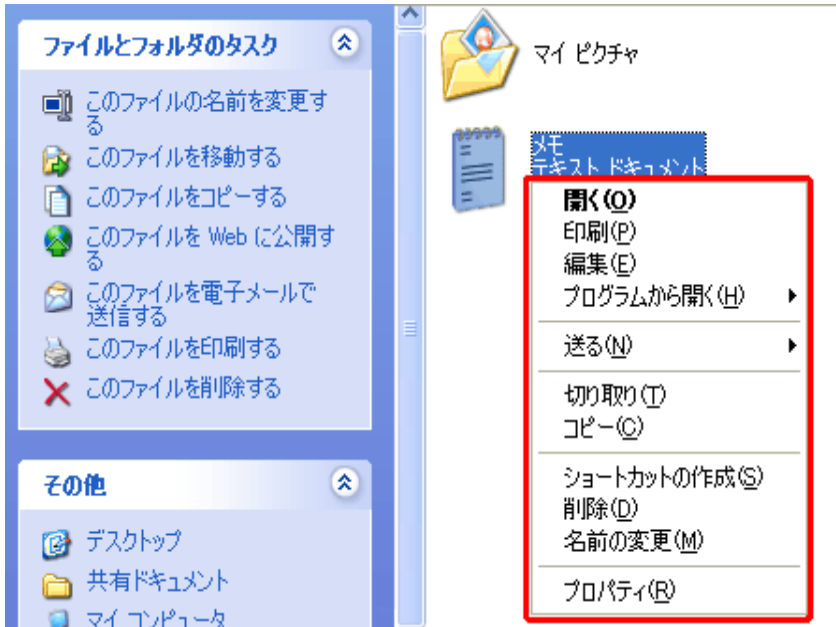 ファイルとフォルダのタスク
このファイルの名前を変更す
る
このファイルを移動する
このファイルをコピーする
このファイルを Web に公開す
る
このファイルを電子メールで
送信する
このファイルを印刷する
このファイルを削除する
その他
デスクトップ
共有ドキュメント
マイ コンピュータ
マイ ピクチャ
メモ
テキスト ドキュメント
開く(O)
印刷(P)
編集(E)
プログラムから開く(H)
送る(N)
切り取り(T)
コピー(C)
ショートカットの作成(S)
削除(D)
名前の変更(M)
プロパティ(R)